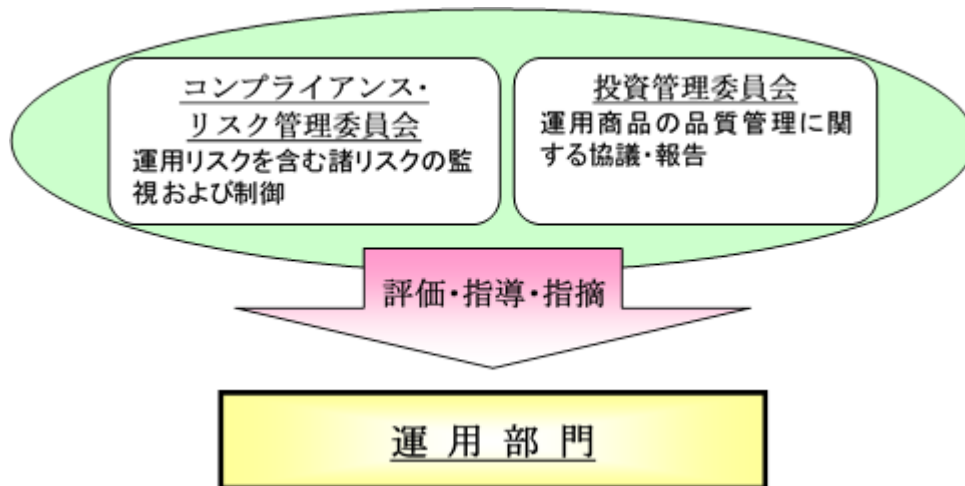 コンプライアンス・
リスク管理委員会
運用リスクを含む諸リスクの監
視および制御
投資管理委員会
運用商品の品質管理に関
する協議・報告
評価・指導・指摘
運用部門